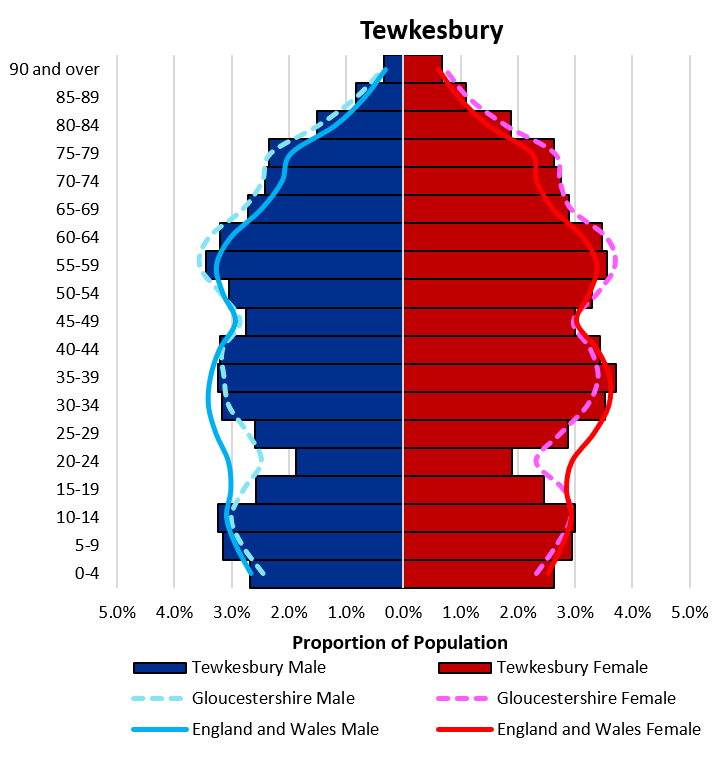 Tewkesbury
90 and over
85-89
80-84
75-79
70-74
65-69
60-64
55-59
50-54
45-49
40-44
35-39
30-34
25-29
20-24
15-19
10-14
5-9
0-4
5.0% 4.0% 3.0% 2.0% 1.0% 0.0% 1.0% 2.0% 3.0% 4.0% 5.0%
Proportion of Population
Tewkesbury Male Tewkesbury Female
Gloucestershire Male Gloucestershire Female
England and Wales Male England and Wales Female